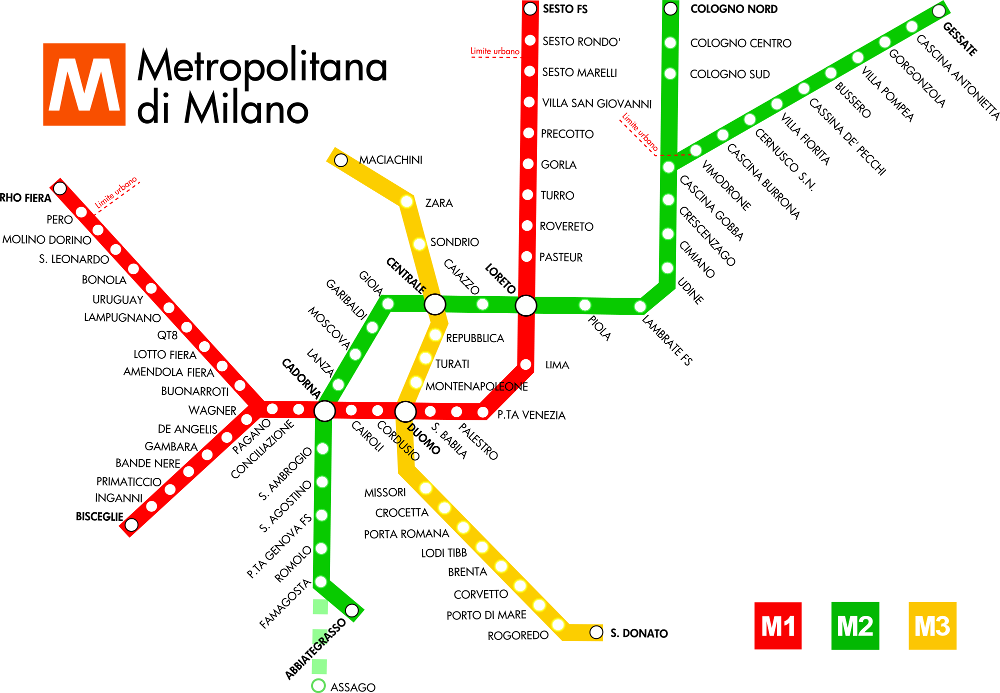 M
Metropolitana
di Milano
SESTO FS
SESTO RONDO'
Limite urbano
SESTO MARELLI
VILLA SAN GIOVANNI
PRECOTTO
GORLA
TURRO
ROVERETO
PASTEUR
LORETO
LIMA
P.TA VENEZIA
PALESTRO
S. BABILA
DUOMO
CORDUSIO
CAIROLI
CADORNA
CONCILIAZIONE
PAGANO
WAGNER
BUONARROTI
AMENDOLA FIERA
LOTTO FIERA
QT8
LAMPUGNANO
URUGUAY
BONOLA
S. LEONARDO
MOLINO DORINO
PERO
Limite urbano
RHO FIERA
DE ANGELIS
GAMBARA
BANDE NERE
PRIMATICCIO
INGANNI
BISCEGLIE
COLOGNO NORD
COLOGNO CENTRO
COLOGNO SUD
GESSATE
CASCINA ANTONIETTA
GORGONZOLA
VILLA POMPEA
BUSSERO
CASSINA DE' PECCHI
VILLA FIORITA
CERNUSCO S.N.
CASCINA BURRONA
VIMODRONE
Limite urbano
CASCINA GOBBA
CRESCENZAGO
CIMIANO
UDINE
LAMBRATE FS
PIOLA
CAIAZZO
CENTRALE
GIOIA
GARIBALDI
MOSCOVA
LANZA
S. AMBROGIO
S. AGOSTINO
P.TA GENOVA FS
ROMOLO
FAMAGOSTA
ABBIATEGRASSO
ASSAGO
MACIACHINI
ZARA
SONDRIO
REPUBBLICA
TURATI
MONTENAPOLEONE
MISSORI
CROCETTA
PORTA ROMANA
LODI TIBB
BRENTA
CORVETTO
PORTO DI MARE
ROGOREDO
S. DONATO
M1
M2
M3